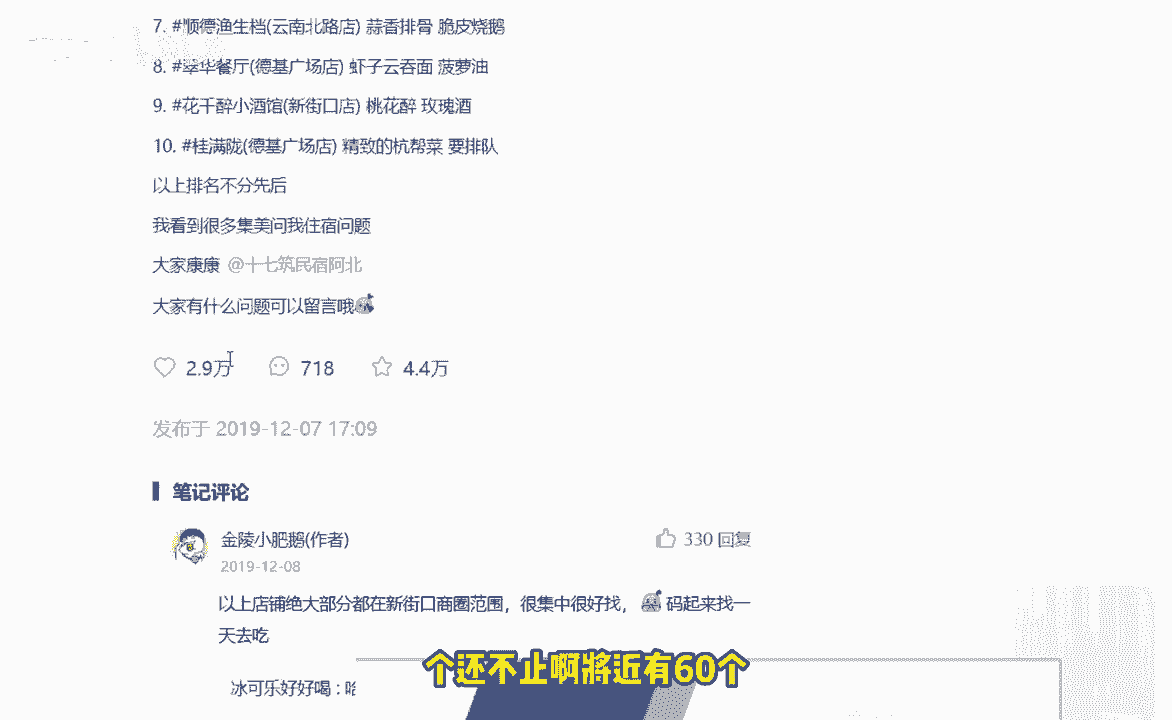 7. #顺德渔生档(云南北路店) 蒜香排骨 脆皮烧鹅
8. #翠华餐厅(德基广场店) 虾子云吞面 菠萝油
9. #花千醉小酒馆(新街口店) 桃花醉 玫瑰酒
10. #桂满陇(德基广场店) 精致的杭帮菜 要排队
以上排名不分先后
我看到很多集美问我住宿问题
大家康康 @十七筑民宿阿北
大家有什么问题可以留言哦
2.9万 718 4.4万
发布于 2019-12-07 17:09
笔记评论
金陵小肥鹅(作者) 330 回复
2019-12-08
以上店铺绝大部分都在新街口商圈范围，很集中很好找， 码起来找一
天去吃
个还不止啊將近有60个
冰可乐好好喝 :